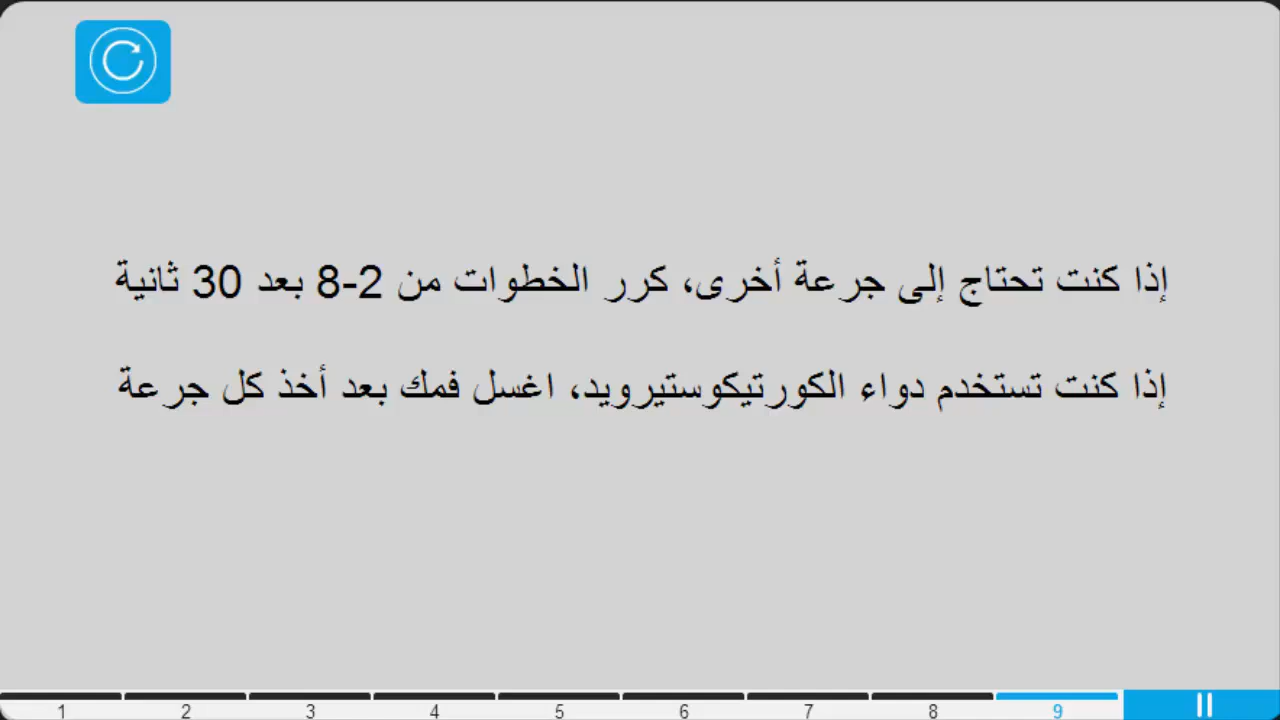 إذا كنت تحتاج إلى جرعة أخرى، كرر الخطوات من 2-8 بعد 30 ثانية
إذا كنت تستخدم دواء الكورتيكوستيرويد، اغسل فمك بعد أخذ كل جرعة
1 2 3 4 5 6 7 8 9